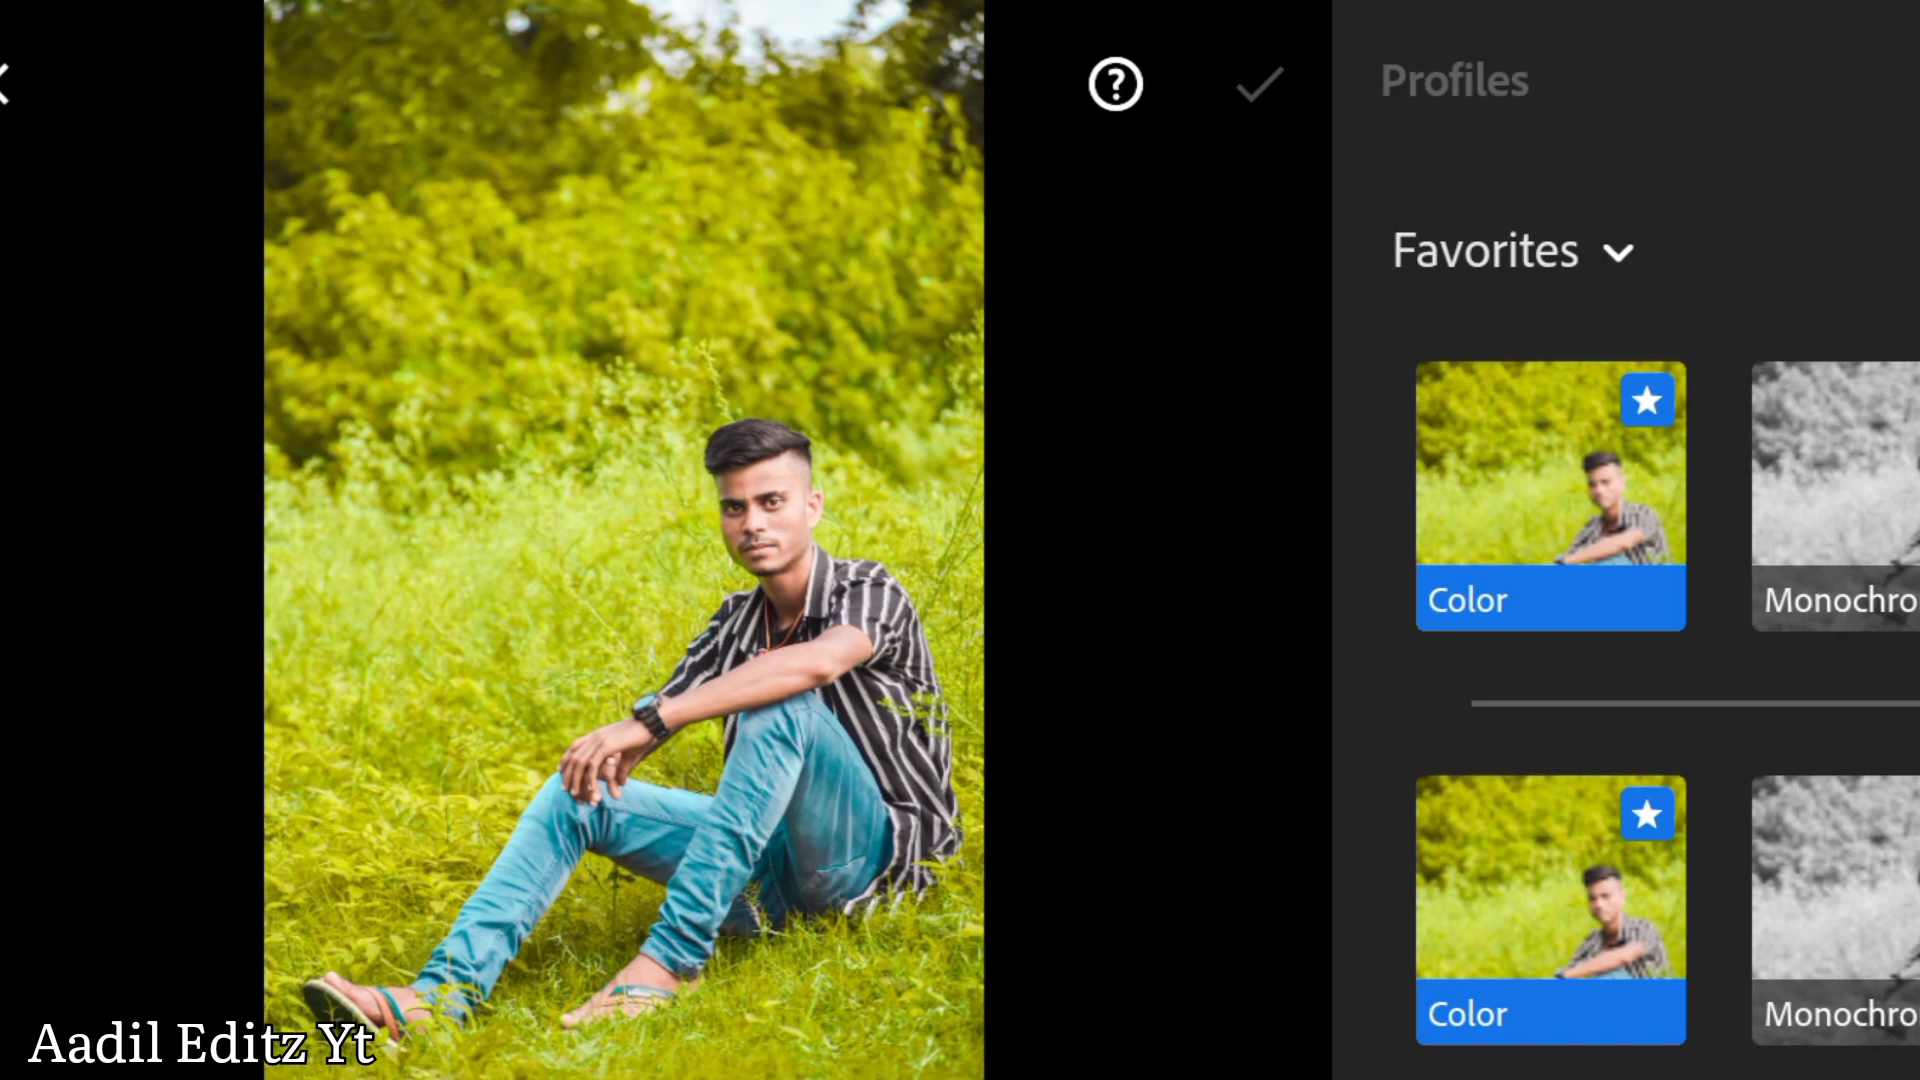 Profiles
Favorites
Color
Monochro
Color
Monochro
Aadil Editz Yt